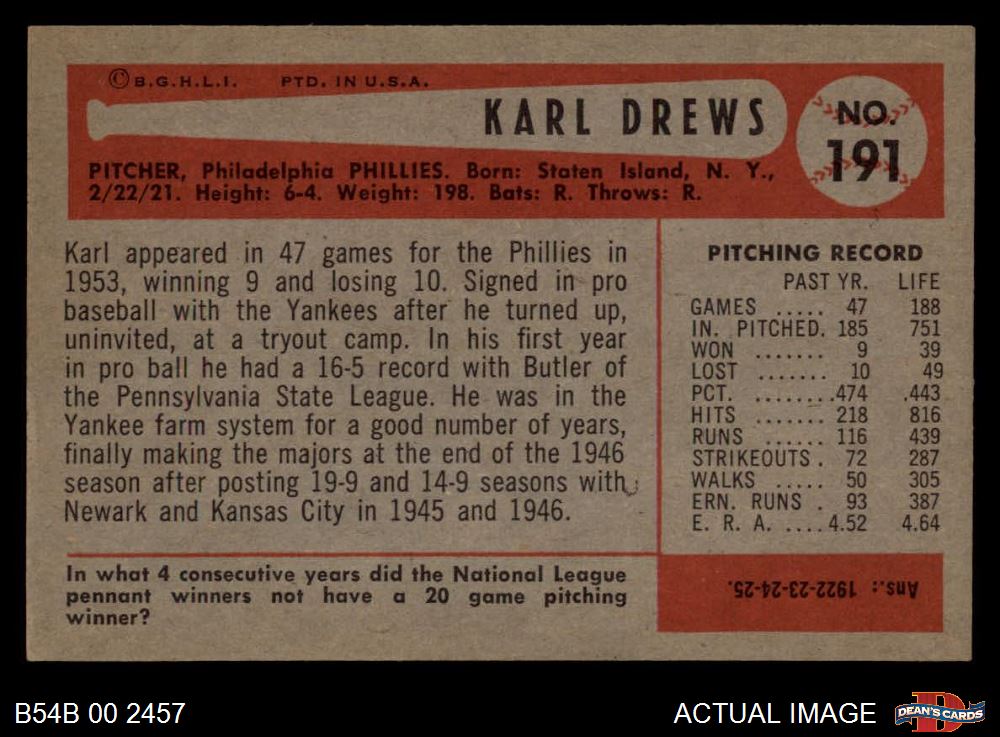 ©B.G.H.L.I. PTD. IN U.S.A.
KARL DREWS
NO.
191
PITCHER, Philadelphia PHILLIES. Born: Staten Island, N. Y.,
2/22/21. Height: 6-4. Weight: 198. Bats: R. Throws: R.
Karl appeared in 47 games for the Phillies in
1953, winning 9 and losing 10. Signed in pro
baseball with the Yankees after he turned up,
uninvited, at a tryout camp. In his first year
in pro ball he had a 16-5 record with Butler of
the Pennsylvania State League. He was in the
Yankee farm system for a good number of years,
finally making the majors at the end of the 1946
season after posting 19-9 and 14-9 seasons with
Newark and Kansas City in 1945 and 1946.
PITCHING RECORD
PAST YR. LIFE
GAMES ..... 47 188
IN. PITCHED. 185 751
WON ....... 9 39
LOST ....... 10 49
PCT. ........474 .443
HITS ....... 218 816
RUNS ...... 116 439
STRIKEOUTS . 72 287
WALKS ..... 50 305
ERN. RUNS . 93 387
E. R. A. ....4.52 4.64
In what 4 consecutive years did the National League
pennant winners not have a 20 game pitching
winner?
Ans.: 1922-23-24-25.
B54B 00 2457
ACTUAL IMAGE
DEAN'S CARDS